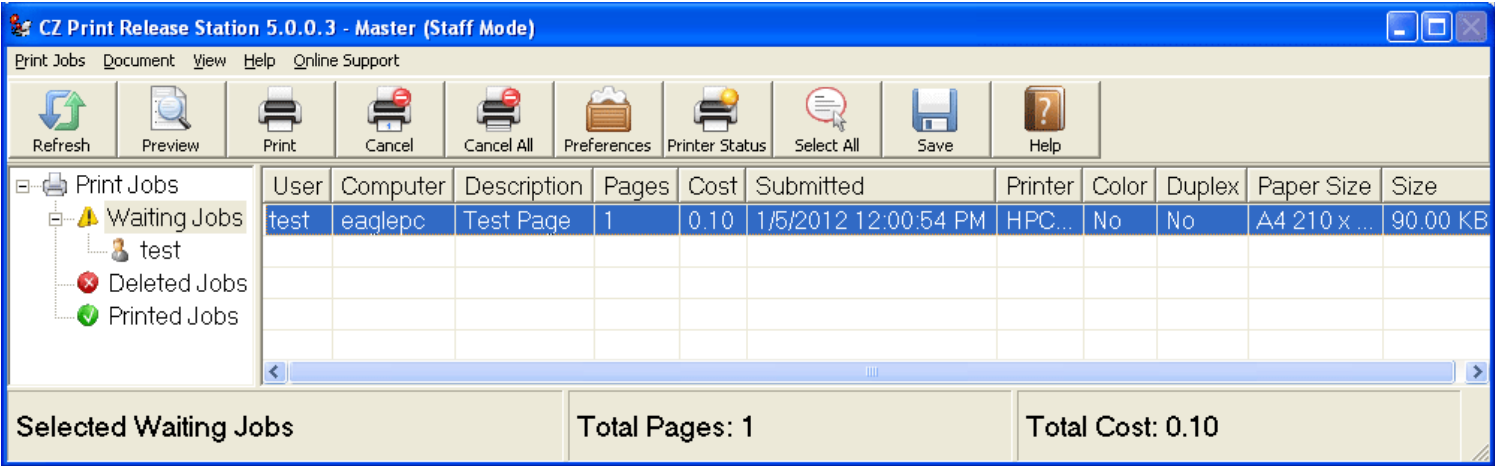 CZ Print Release Station 5.0.0.3 - Master (Staff Mode)
Print Jobs Document View Help Online Support
Refresh Preview Print Cancel Cancel All Preferences Printer Status Select All Save Help
Print Jobs User Computer Description Pages Cost Submitted Printer Color Duplex Paper Size Size
Waiting Jobs test eaglepc Test Page 1 0.10 1/5/2012 12:00:54 PM HPC... No No A4 210 x ... 90.00 KB
test
Deleted Jobs
Printed Jobs
Selected Waiting Jobs Total Pages: 1 Total Cost: 0.10